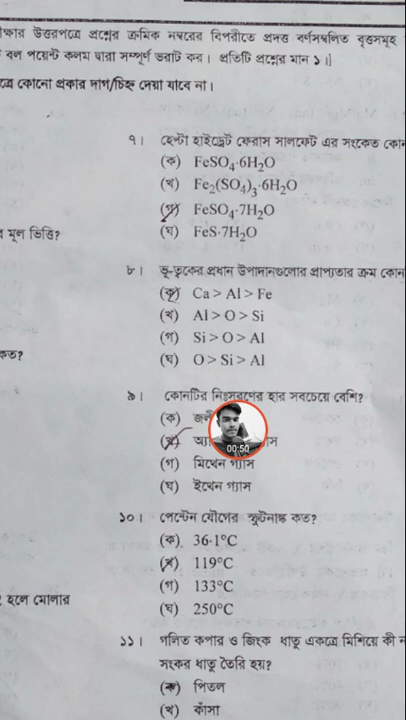 ক্ষার উত্তরপত্রে প্রশ্নের ক্রমিক নম্বরের বিপরীতে প্রদত্ত বর্ণসম্বলিত বৃত্তসমূহ
বল পয়েন্ট কলম দ্বারা সম্পূর্ণ ভরাট কর। প্রতিটি প্রশ্নের মান ১।]
কোনো প্রকার দাগ/চিহ্ন দেয়া যাবে না।
৭। হেপ্টা হাইড্রেট ফেরাস সালফেট এর সংকেত কোন
(ক) FeSO₄·6H₂O
(খ) Fe₂(SO₄)₃·6H₂O
(গ) FeSO₄·7H₂O
র মূল ভিত্তি?
(ঘ) FeS·7H₂O
৮। ভূ-ত্বকের প্রধান উপাদানগুলোর প্রাপ্যতার ক্রম কোন
(ক) Ca > Al > Fe
(খ) Al > O > Si
(গ) Si > O > Al
কত?
(ঘ) O > Si > Al
৯। কোনটির নিঃসরণের হার সবচেয়ে বেশি?
(ক)
(খ)
00:50
(গ) মিথেন গ্যাস
(ঘ) ইথেন গ্যাস
১০। পেন্টেন যৌগের স্ফুটনাঙ্ক কত?
(ক) 36·1°C
(খ) 119°C
(গ) 133°C
হলে মোলার
(ঘ) 250°C
১১। গলিত কপার ও জিংক ধাতু একত্রে মিশিয়ে কী
সংকর ধাতু তৈরি হয়?
(ক) পিতল
(খ) কাঁসা